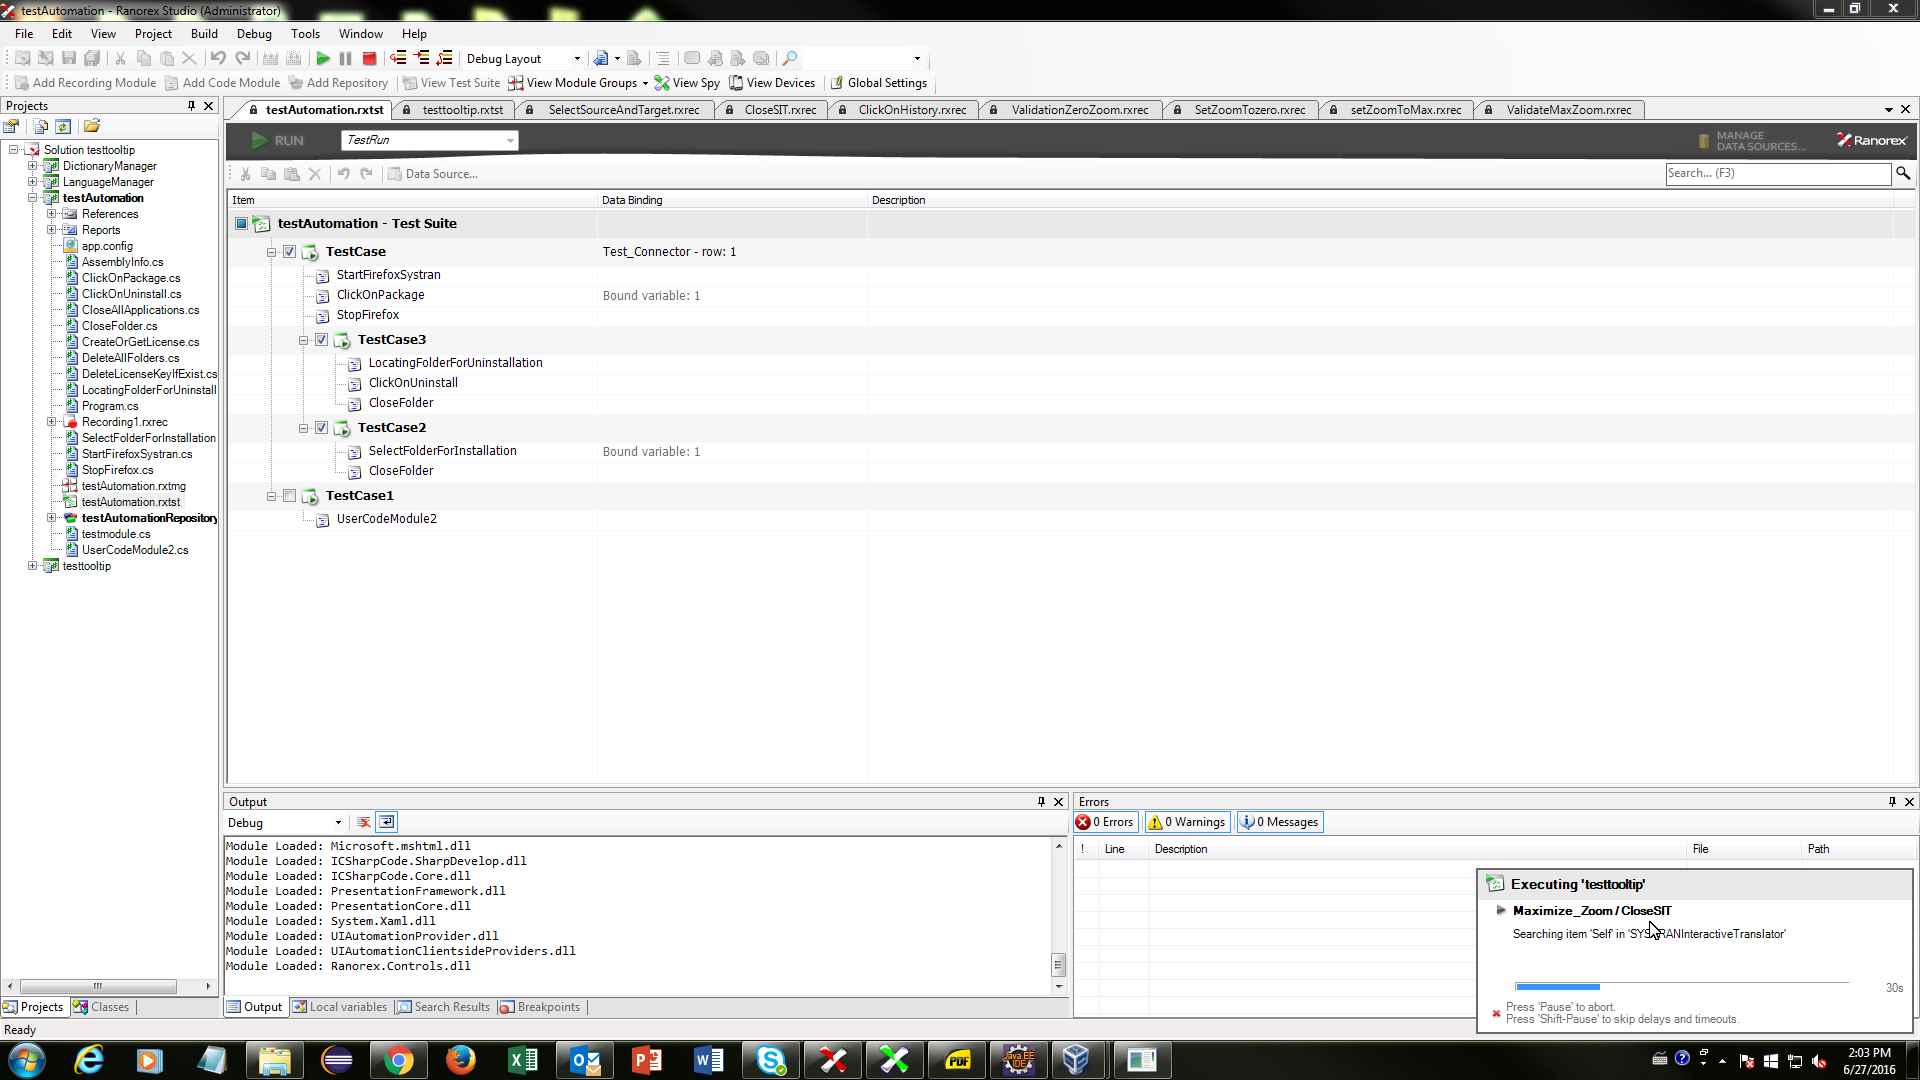 testAutomation - Ranorex Studio (Administrator)
File Edit View Project Build Debug Tools Window Help
Debug Layout
Add Recording Module Add Code Module Add Repository View Test Suite View Module Groups View Spy View Devices Global Settings
Projects
testAutomation.rxtst testtooltip.rxtst SelectSourceAndTarget.rxrec CloseSIT.rxrec ClickOnHistory.rxrec ValidationZeroZoom.rxrec SetZoomTozero.rxrec setZoomToMax.rxrec ValidateMaxZoom.rxrec
RUN TestRun MANAGE DATA SOURCES... Ranorex
Data Source... Search... (F3)
Item Data Binding Description
Solution testtooltip
DictionaryManager
LanguageManager
testAutomation
References
Reports
app.config
AssemblyInfo.cs
ClickOnPackage.cs
ClickOnUninstall.cs
CloseAllApplications.cs
CloseFolder.cs
CreateOrGetLicense.cs
DeleteAllFolders.cs
DeleteLicenseKeyIfExist.cs
LocatingFolderForUninstall
Program.cs
Recording1.rxrec
SelectFolderForInstallation
StartFirefoxSystran.cs
StopFirefox.cs
testAutomation.rxtmg
testAutomation.rxtst
testAutomationRepository
testmodule.cs
UserCodeModule2.cs
testtooltip
testAutomation - Test Suite
TestCase Test_Connector - row: 1
StartFirefoxSystran
ClickOnPackage Bound variable: 1
StopFirefox
TestCase3
LocatingFolderForUninstallation
ClickOnUninstall
CloseFolder
TestCase2
SelectFolderForInstallation Bound variable: 1
CloseFolder
TestCase1
UserCodeModule2
Output
Debug
Module Loaded: Microsoft.mshtml.dll
Module Loaded: ICSharpCode.SharpDevelop.dll
Module Loaded: ICSharpCode.Core.dll
Module Loaded: PresentationFramework.dll
Module Loaded: PresentationCore.dll
Module Loaded: System.Xaml.dll
Module Loaded: UIAutomationProvider.dll
Module Loaded: UIAutomationClientsideProviders.dll
Module Loaded: Ranorex.Controls.dll
Errors
0 Errors 0 Warnings 0 Messages
! Line Description File Path
Executing 'testtooltip'
Maximize_Zoom / CloseSIT
Searching item 'Self' in 'SYSTRANInteractiveTranslator'
30s
Press 'Pause' to abort.
Press 'Shift-Pause' to skip delays and timeouts.
Projects Classes
Output Local variables Search Results Breakpoints
Ready
PDF
Java EE
IDE
2:03 PM
6/27/2016